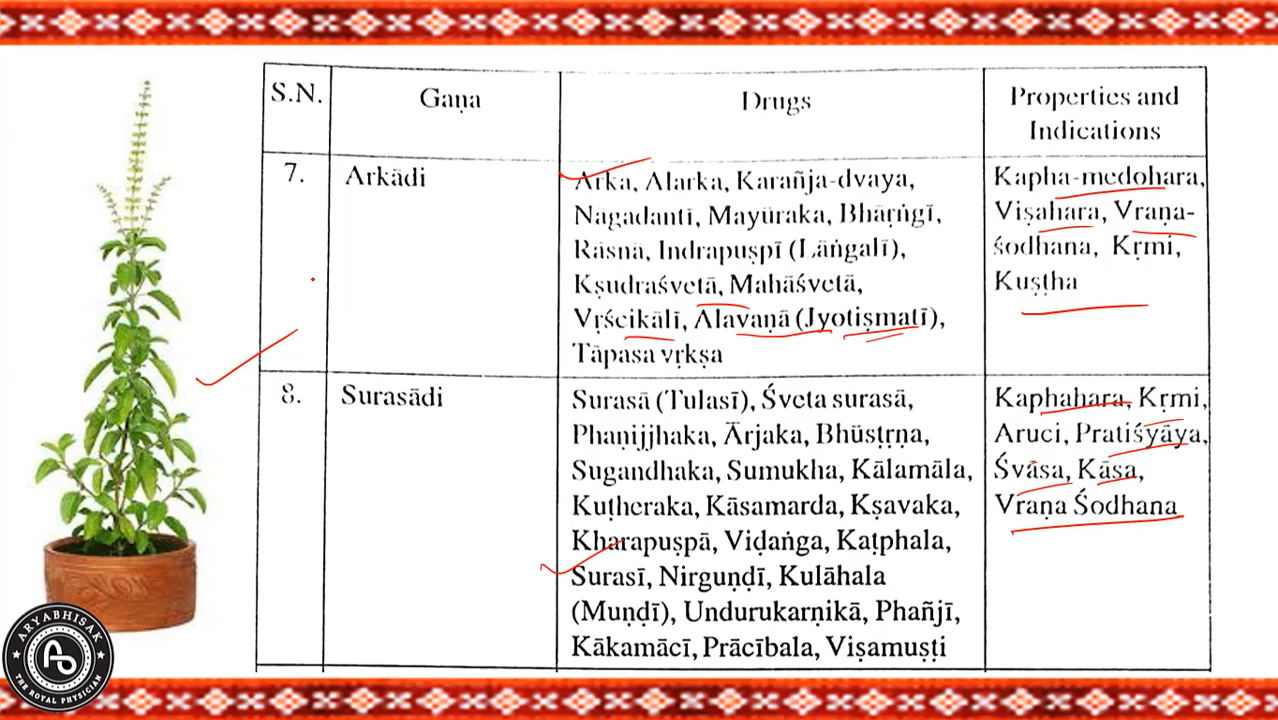 S.N.
Gaṇa
Drugs
Properties and
Indications
7.
Arkādi
Arka, Alarka, Karañja-dvaya,
Nāgadantī, Mayūraka, Bhāṛṅgī,
Rāsnā, Indrapuṣpī (Lāṅgalī),
Kṣudraśvetā, Mahāśvetā,
Vṛścikālī, Alavaṇā (Jyotiṣmatī),
Tāpasa vṛkṣa
Kapha-medohara,
Viṣahara, Vraṇa-
śodhana, Kṛmi,
Kuṣṭha
8.
Surasādi
Surasā (Tulasī), Śveta surasā,
Phaṇijjhaka, Ārjaka, Bhūstṛṇa,
Sugandhaka, Sumukha, Kālamāla,
Kuṭheraka, Kāsamarda, Kṣavaka,
Kharapuṣpā, Viḍaṅga, Kaṭphala,
Surasī, Nirguṇḍī, Kulāhala
(Muṇḍī), Undurukarṇikā, Phañjī,
Kākamācī, Prācībala, Viṣamuṣṭi
Kaphahara, Kṛmi,
Aruci, Pratiśyāya,
Śvāsa, Kāsa,
Vraṇa Śodhana
ARYABHISAK
THE ROYAL PHYSICIAN